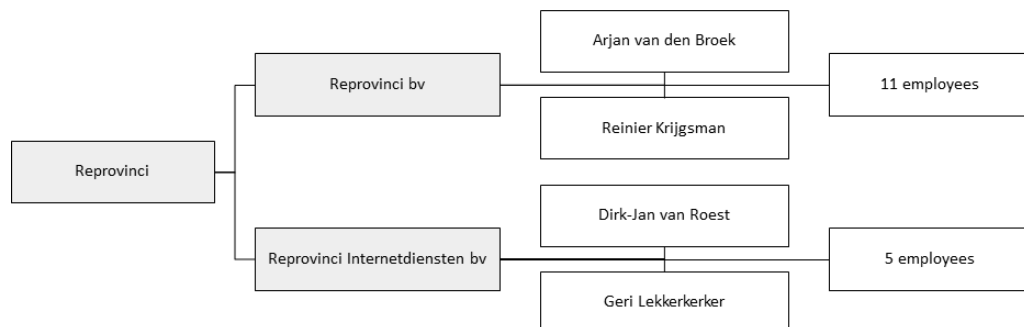 Arjan van den Broek
Reprovinci bv
11 employees
Reinier Krijgsman
Reprovinci
Dirk-Jan van Roest
Reprovinci Internetdiensten bv
5 employees
Geri Lekkerkerker